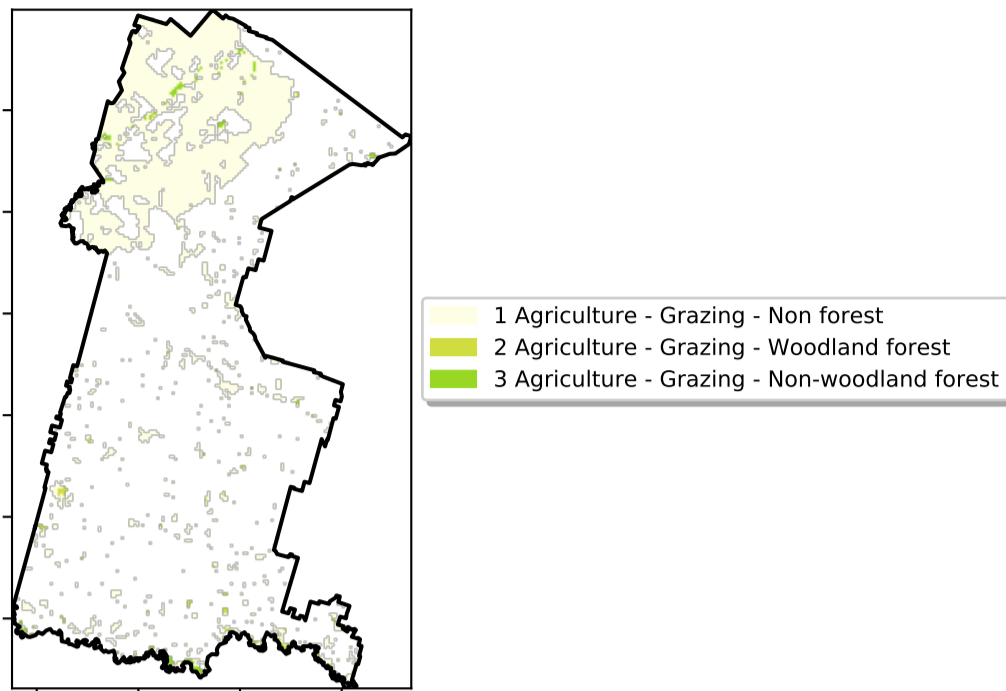 1 Agriculture - Grazing - Non forest
2 Agriculture - Grazing - Woodland forest
3 Agriculture - Grazing - Non-woodland forest